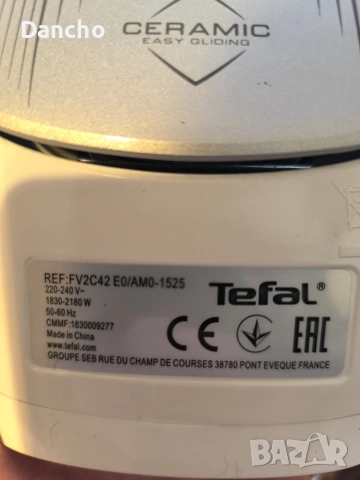 Dancho
CERAMIC
EASY GLIDING
REF:FV2C42 E0/AM0-1525
220-240 V~
1830-2180 W
50-60 Hz
CMMF:1830009277
Made in China
www.tefal.com
Tefal
CE
EAC
GROUPE SEB RUE DU CHAMP DE COURSES 38780 PONT EVEQUE FRANCE
BAZAR.BG